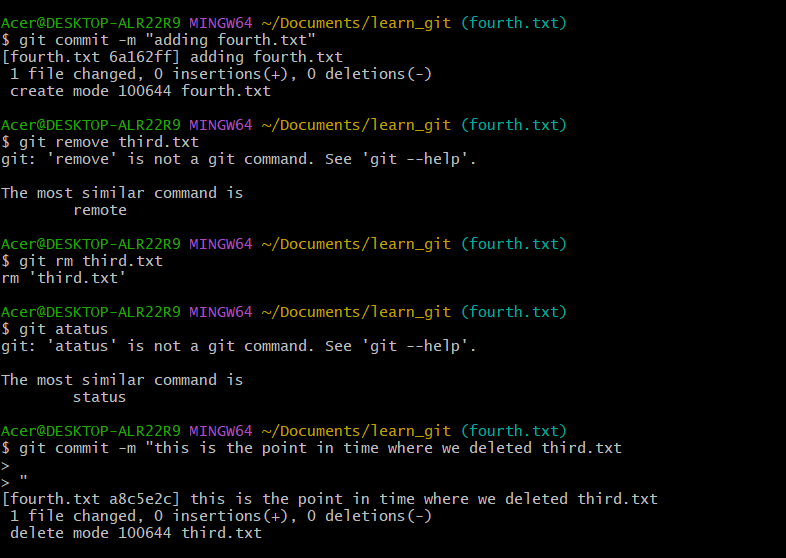 Acer@DESKTOP-ALR22R9 MINGW64 ~/Documents/learn_git (fourth.txt)
$ git commit -m "adding fourth.txt"
[fourth.txt 6a162ff] adding fourth.txt
 1 file changed, 0 insertions(+), 0 deletions(-)
 create mode 100644 fourth.txt

Acer@DESKTOP-ALR22R9 MINGW64 ~/Documents/learn_git (fourth.txt)
$ git remove third.txt
git: 'remove' is not a git command. See 'git --help'.

The most similar command is
        remote

Acer@DESKTOP-ALR22R9 MINGW64 ~/Documents/learn_git (fourth.txt)
$ git rm third.txt
rm 'third.txt'

Acer@DESKTOP-ALR22R9 MINGW64 ~/Documents/learn_git (fourth.txt)
$ git atatus
git: 'atatus' is not a git command. See 'git --help'.

The most similar command is
        status

Acer@DESKTOP-ALR22R9 MINGW64 ~/Documents/learn_git (fourth.txt)
$ git commit -m "this is the point in time where we deleted third.txt
>
> "
[fourth.txt a8c5e2c] this is the point in time where we deleted third.txt
 1 file changed, 0 insertions(+), 0 deletions(-)
 delete mode 100644 third.txt